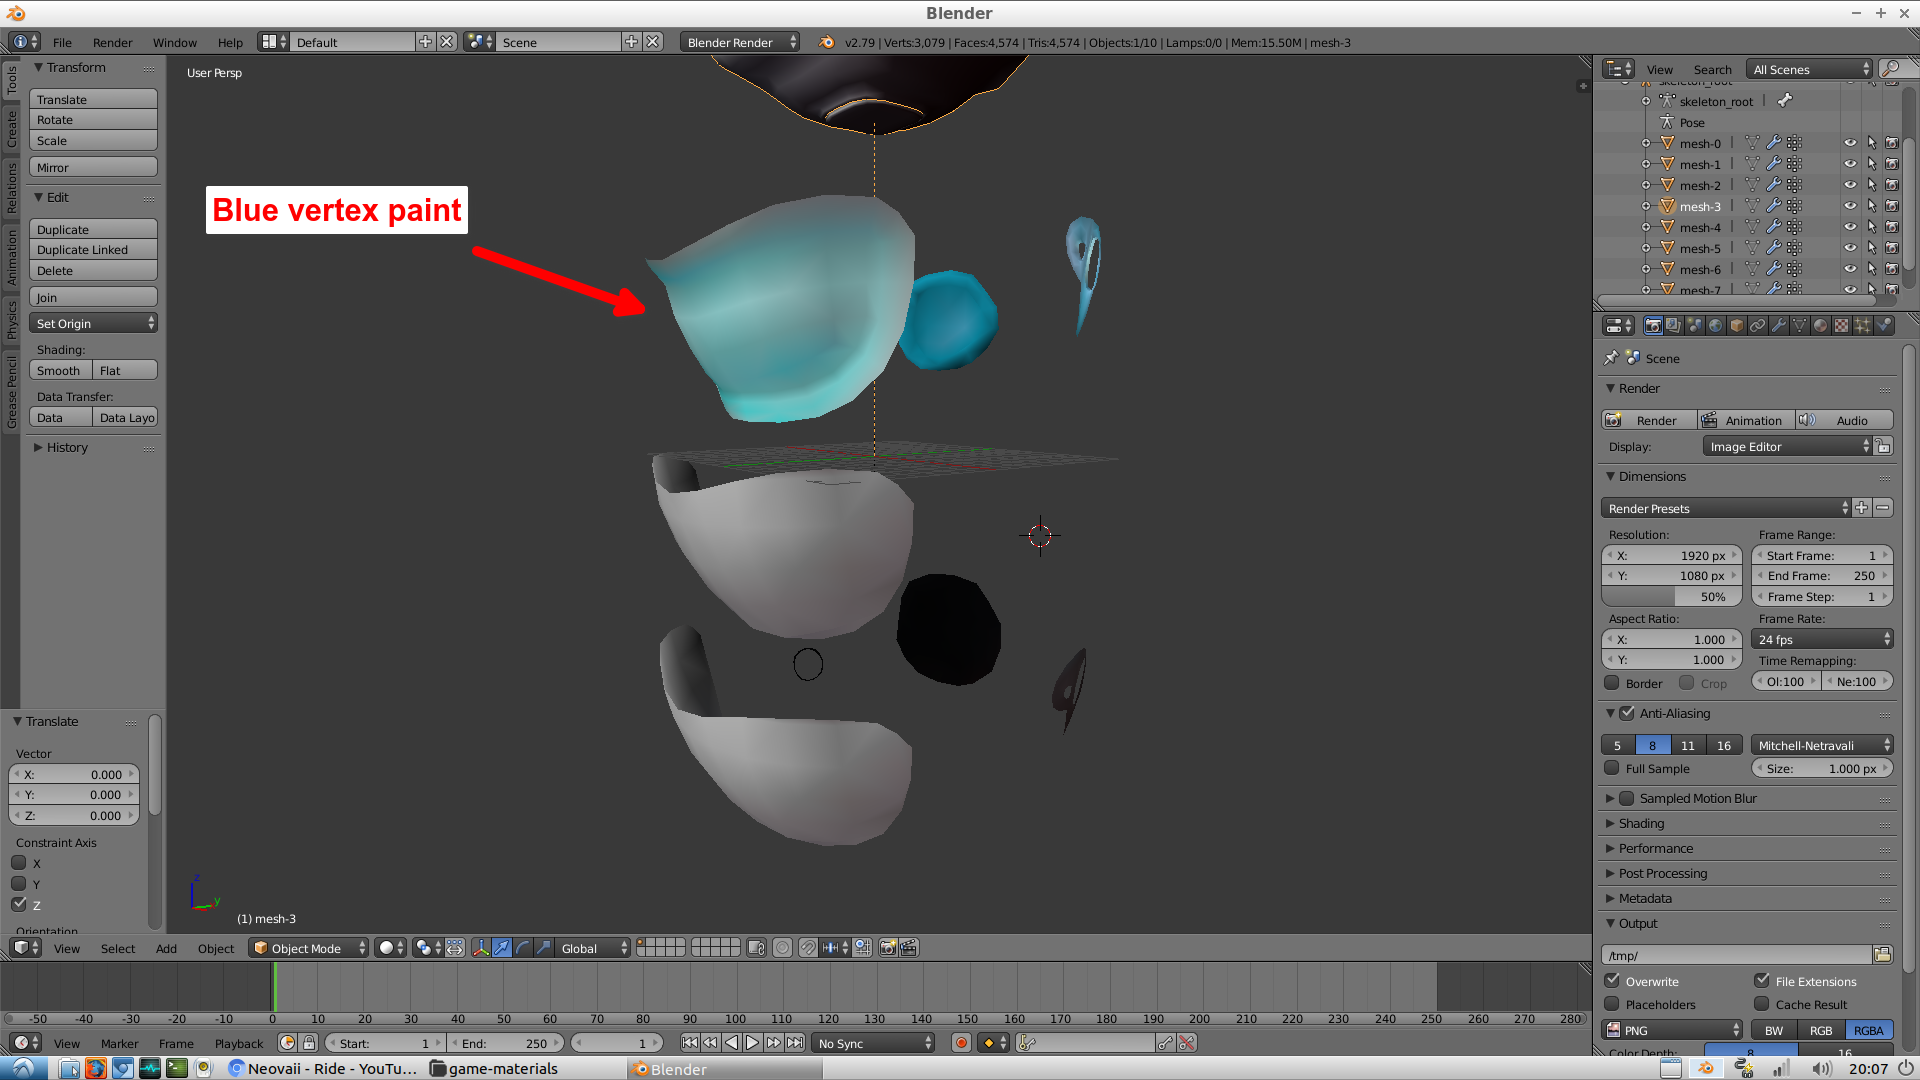 Blender
File Render Window Help Default Scene Blender Render v2.79 | Verts:3,079 | Faces:4,574 | Tris:4,574 | Objects:1/10 | Lamps:0/0 | Mem:15.50M | mesh-3
Tools
Create
Relations
Animation
Physics
Grease Pencil
Transform
Translate
Rotate
Scale
Mirror
Edit
Duplicate
Duplicate Linked
Delete
Join
Set Origin
Shading:
Smooth Flat
Data Transfer:
Data Data Layo
History
Translate
Vector
X: 0.000
Y: 0.000
Z: 0.000
Constraint Axis
X
Y
Z
Orientation
User Persp
Blue vertex paint
z
y
(1) mesh-3
View Select Add Object Object Mode Global
-50 -40 -30 -20 -10 0 10 20 30 40 50 60 70 80 90 100 110 120 130 140 150 160 170 180 190 200 210 220 230 240 250 260 270 280
View Marker Frame Playback Start: 1 End: 250 1 No Sync
View Search All Scenes
skeleton_root
skeleton_root
Pose
mesh-0
mesh-1
mesh-2
mesh-3
mesh-4
mesh-5
mesh-6
mesh-7
Scene
Render
Render Animation Audio
Display: Image Editor
Dimensions
Render Presets
Resolution: Frame Range:
X: 1920 px Start Frame: 1
Y: 1080 px End Frame: 250
50% Frame Step: 1
Aspect Ratio: Frame Rate:
X: 1.000 24 fps
Y: 1.000 Time Remapping:
Border Crop Ol:100 Ne:100
Anti-Aliasing
5 8 11 16 Mitchell-Netravali
Full Sample Size: 1.000 px
Sampled Motion Blur
Shading
Performance
Post Processing
Metadata
Output
/tmp/
Overwrite File Extensions
Placeholders Cache Result
PNG BW RGB RGBA
Color Depth: 8 16
Neovaii - Ride - YouTu... game-materials Blender 20:07